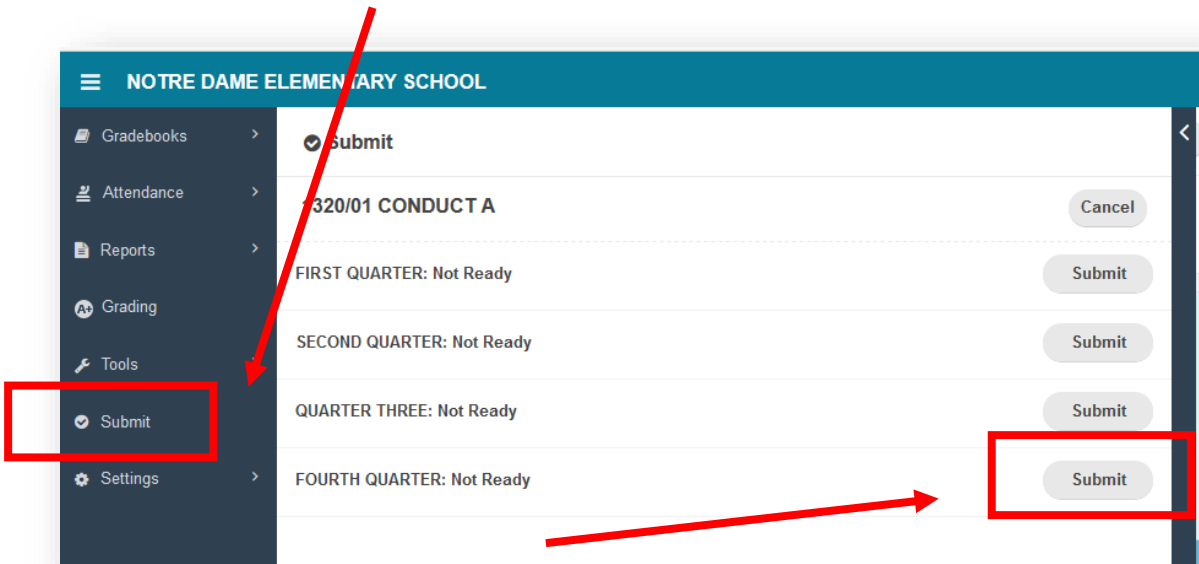 NOTRE DAME ELEMENTARY SCHOOL
Gradebooks
Attendance
Reports
Grading
Tools
Submit
Settings
Submit
1320/01 CONDUCT A
Cancel
FIRST QUARTER: Not Ready
Submit
SECOND QUARTER: Not Ready
Submit
QUARTER THREE: Not Ready
Submit
FOURTH QUARTER: Not Ready
Submit